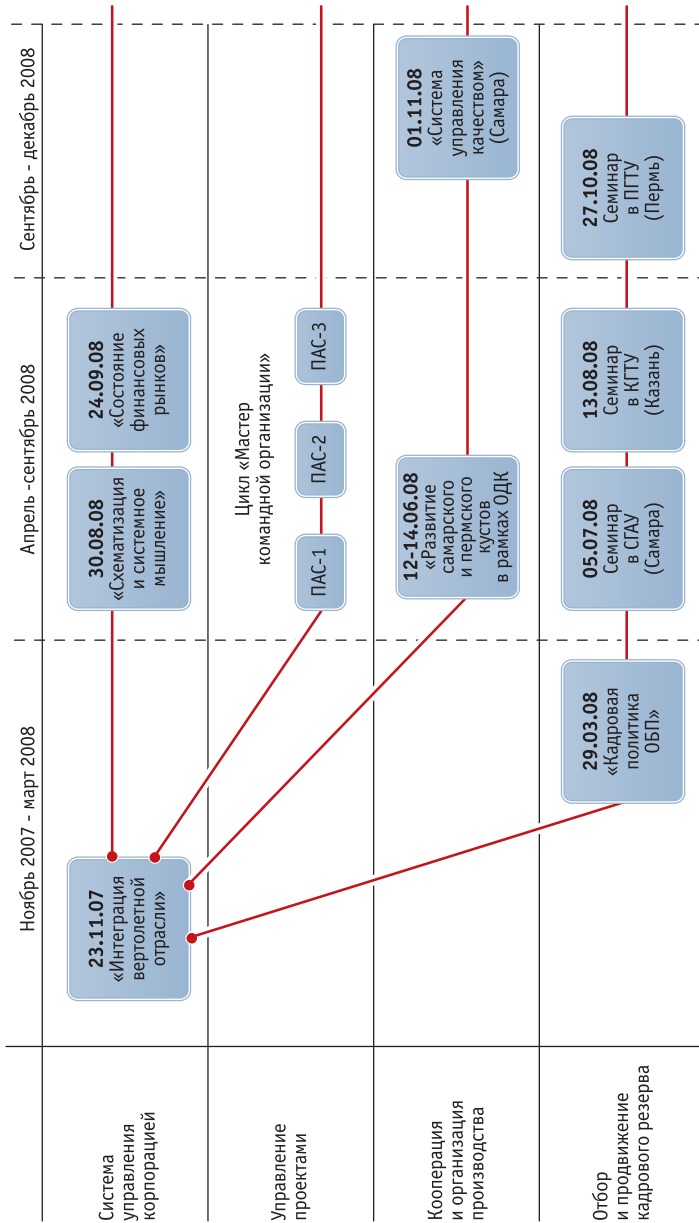 Ноябрь 2007 - март 2008
Апрель -сентябрь 2008
Сентябрь - декабрь 2008
Система
управления
корпорацией
23.11.07
«Интеграция
вертолетной
отрасли»
30.08.08
«Схематизация
и системное
мышление»
24.09.08
«Состояние
финансовых
рынков»
Управление
проектами
Цикл «Мастер
командной организации»
ПАС-1
ПАС-2
ПАС-3
Кооперация
и организация
производства
12-14.06.08
«Развитие
самарского
и пермского
кустов
в рамках ОДК
01.11.08
«Система
управления
качеством»
(Самара)
Отбор
и продвижение
кадрового резерва
29.03.08
«Кадровая
политика
ОБП»
05.07.08
Семинар
в СГАУ
(Самара)
13.08.08
Семинар
в КГТУ
(Казань)
27.10.08
Семинар
в ПГТУ
(Пермь)